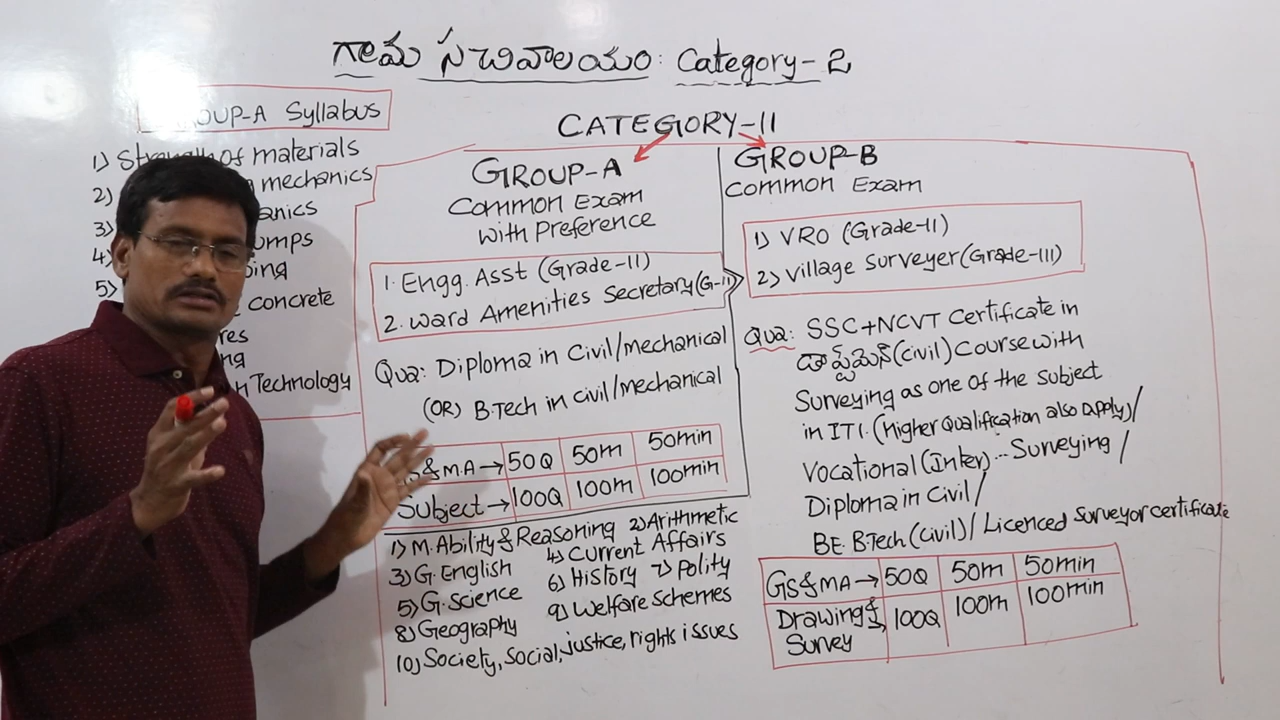 గ్రామ సచివాలయం: Category-2
CATEGORY-II
OUP-A Syllabus
1) Strength of materials
2) mechanics
3) anics
4) umps
5) ing
concrete
res
ng
n Technology
GROUP-A
Common Exam
with Preference
1. Engg. Asst (Grade-II)
2. Ward Amenities Secretary (G-II)
Qua: Diploma in Civil/mechanical
(OR) B.Tech in civil/mechanical
s&M.A→ 50Q 50m 50min
Subject→ 100Q 100m 100min
1) M.Ability & Reasoning 2) Arithmetic
3) G.English 4) Current Affairs
5) G.Science 6) History 7) Polity
8) Geography 9) Welfare Schemes
10) Society, Social, justice, rights issues
GROUP-B
Common Exam
1) VRO (Grade-II)
2) Village Surveyor (Grade-III)
Qua: SSC+NCVT Certificate in
డ్రాఫ్ట్స్‌మెన్ (civil) Course with
Surveying as one of the Subject
in ITI. (Higher Qualification also Apply)/
Vocational (Inter)... Surveying /
Diploma in Civil/
BE. B.Tech (Civil) / Licenced Surveyor certificate
GS&MA→ 50Q 50m 50min
Drawing & Survey→ 100Q 100m 100min